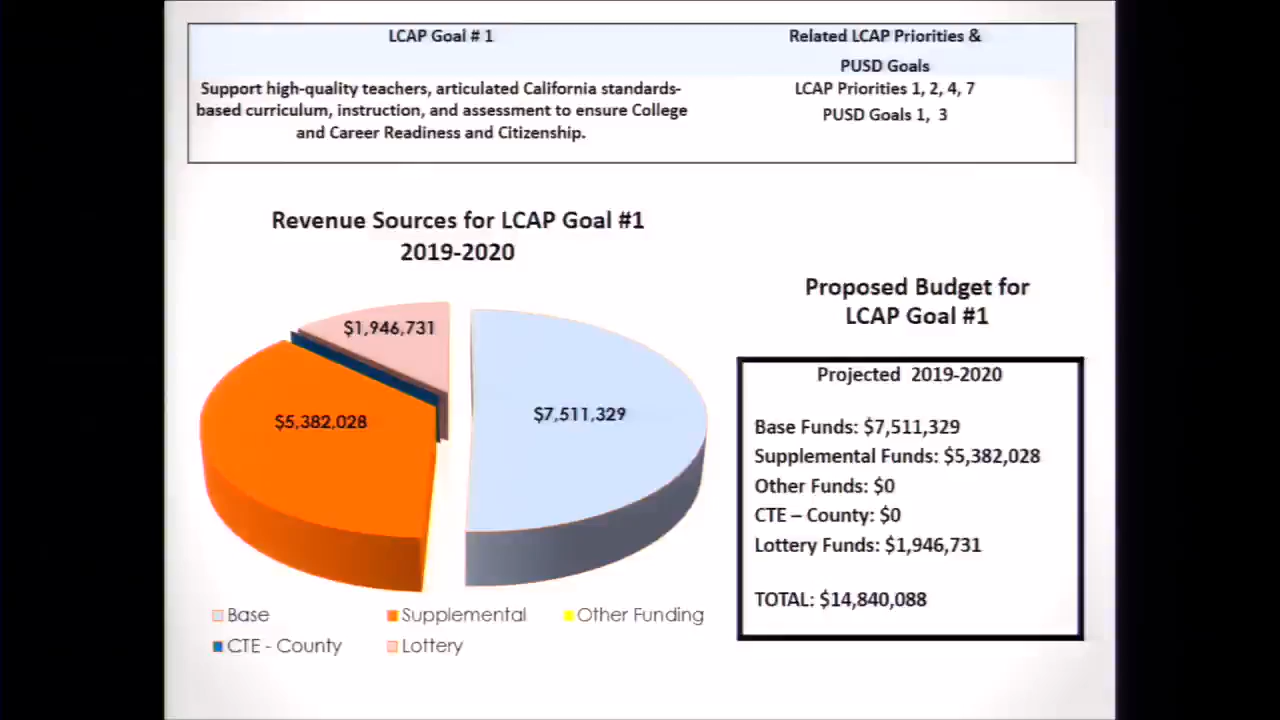 LCAP Goal # 1
Support high-quality teachers, articulated California standards-
based curriculum, instruction, and assessment to ensure College
and Career Readiness and Citizenship.
Related LCAP Priorities &
PUSD Goals
LCAP Priorities 1, 2, 4, 7
PUSD Goals 1, 3
Revenue Sources for LCAP Goal #1
2019-2020
$1,946,731
$5,382,028
$7,511,329
Base
Supplemental
Other Funding
CTE - County
Lottery
Proposed Budget for
LCAP Goal #1
Projected 2019-2020
Base Funds: $7,511,329
Supplemental Funds: $5,382,028
Other Funds: $0
CTE – County: $0
Lottery Funds: $1,946,731
TOTAL: $14,840,088